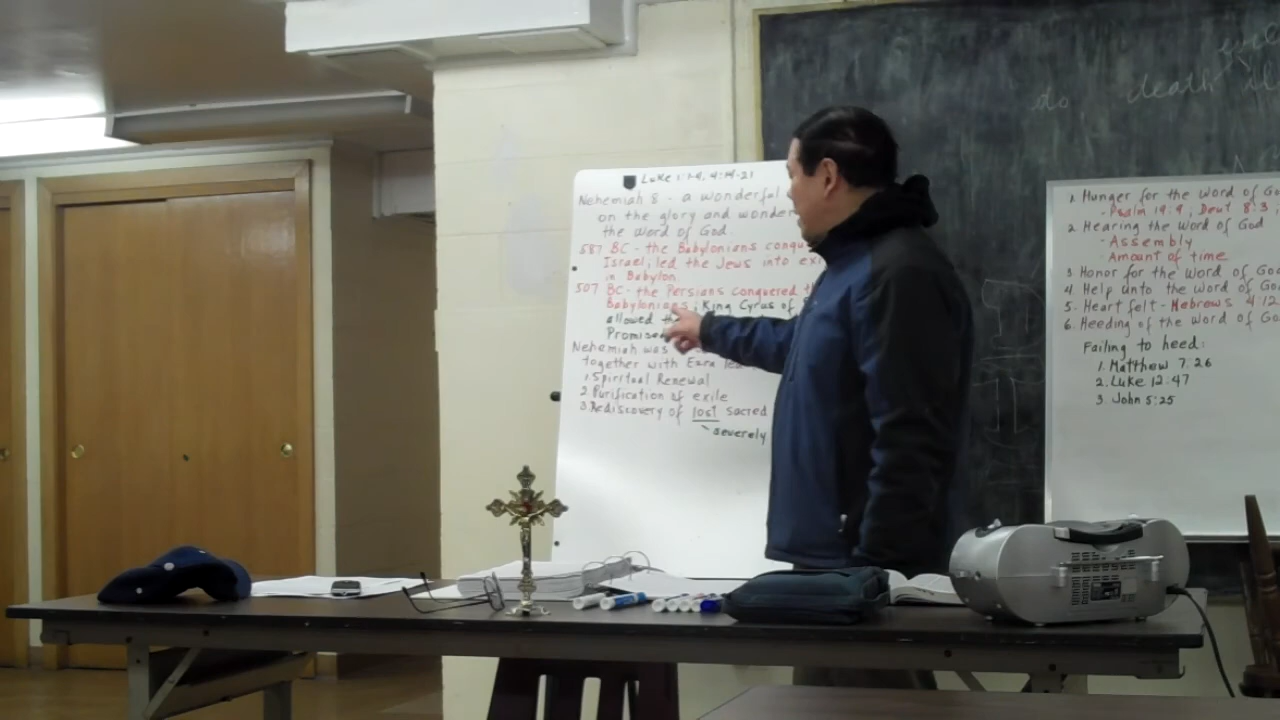 Luke 1:1-4, 4:14-21
Nehemiah 8 - a wonderful
on the glory and wonder
the Word of God.
587 BC - the Babylonians conqu
Israel; led the Jews into exi
in Babylon
507 BC - the Persians conquered t
Babylonians; King Cyrus of
allowed th
Promise
Nehemiah was
together with Ezra lea
1. Spiritual Renewal
2. Purification of exile
3. Rediscovery of lost sacred
severely
do death
1. Hunger for the Word of Go
- Psalm 19:9; Deut 8:3
2. Hearing the Word of God
- Assembly
- Amount of time
3 Honor for the Word of God
4. Help unto the Word of God
5. Heart felt - Hebrews 4:12
6. Heeding of the Word of Go
Failing to heed:
1. Matthew 7:26
2. Luke 12:47
3. John 5:25